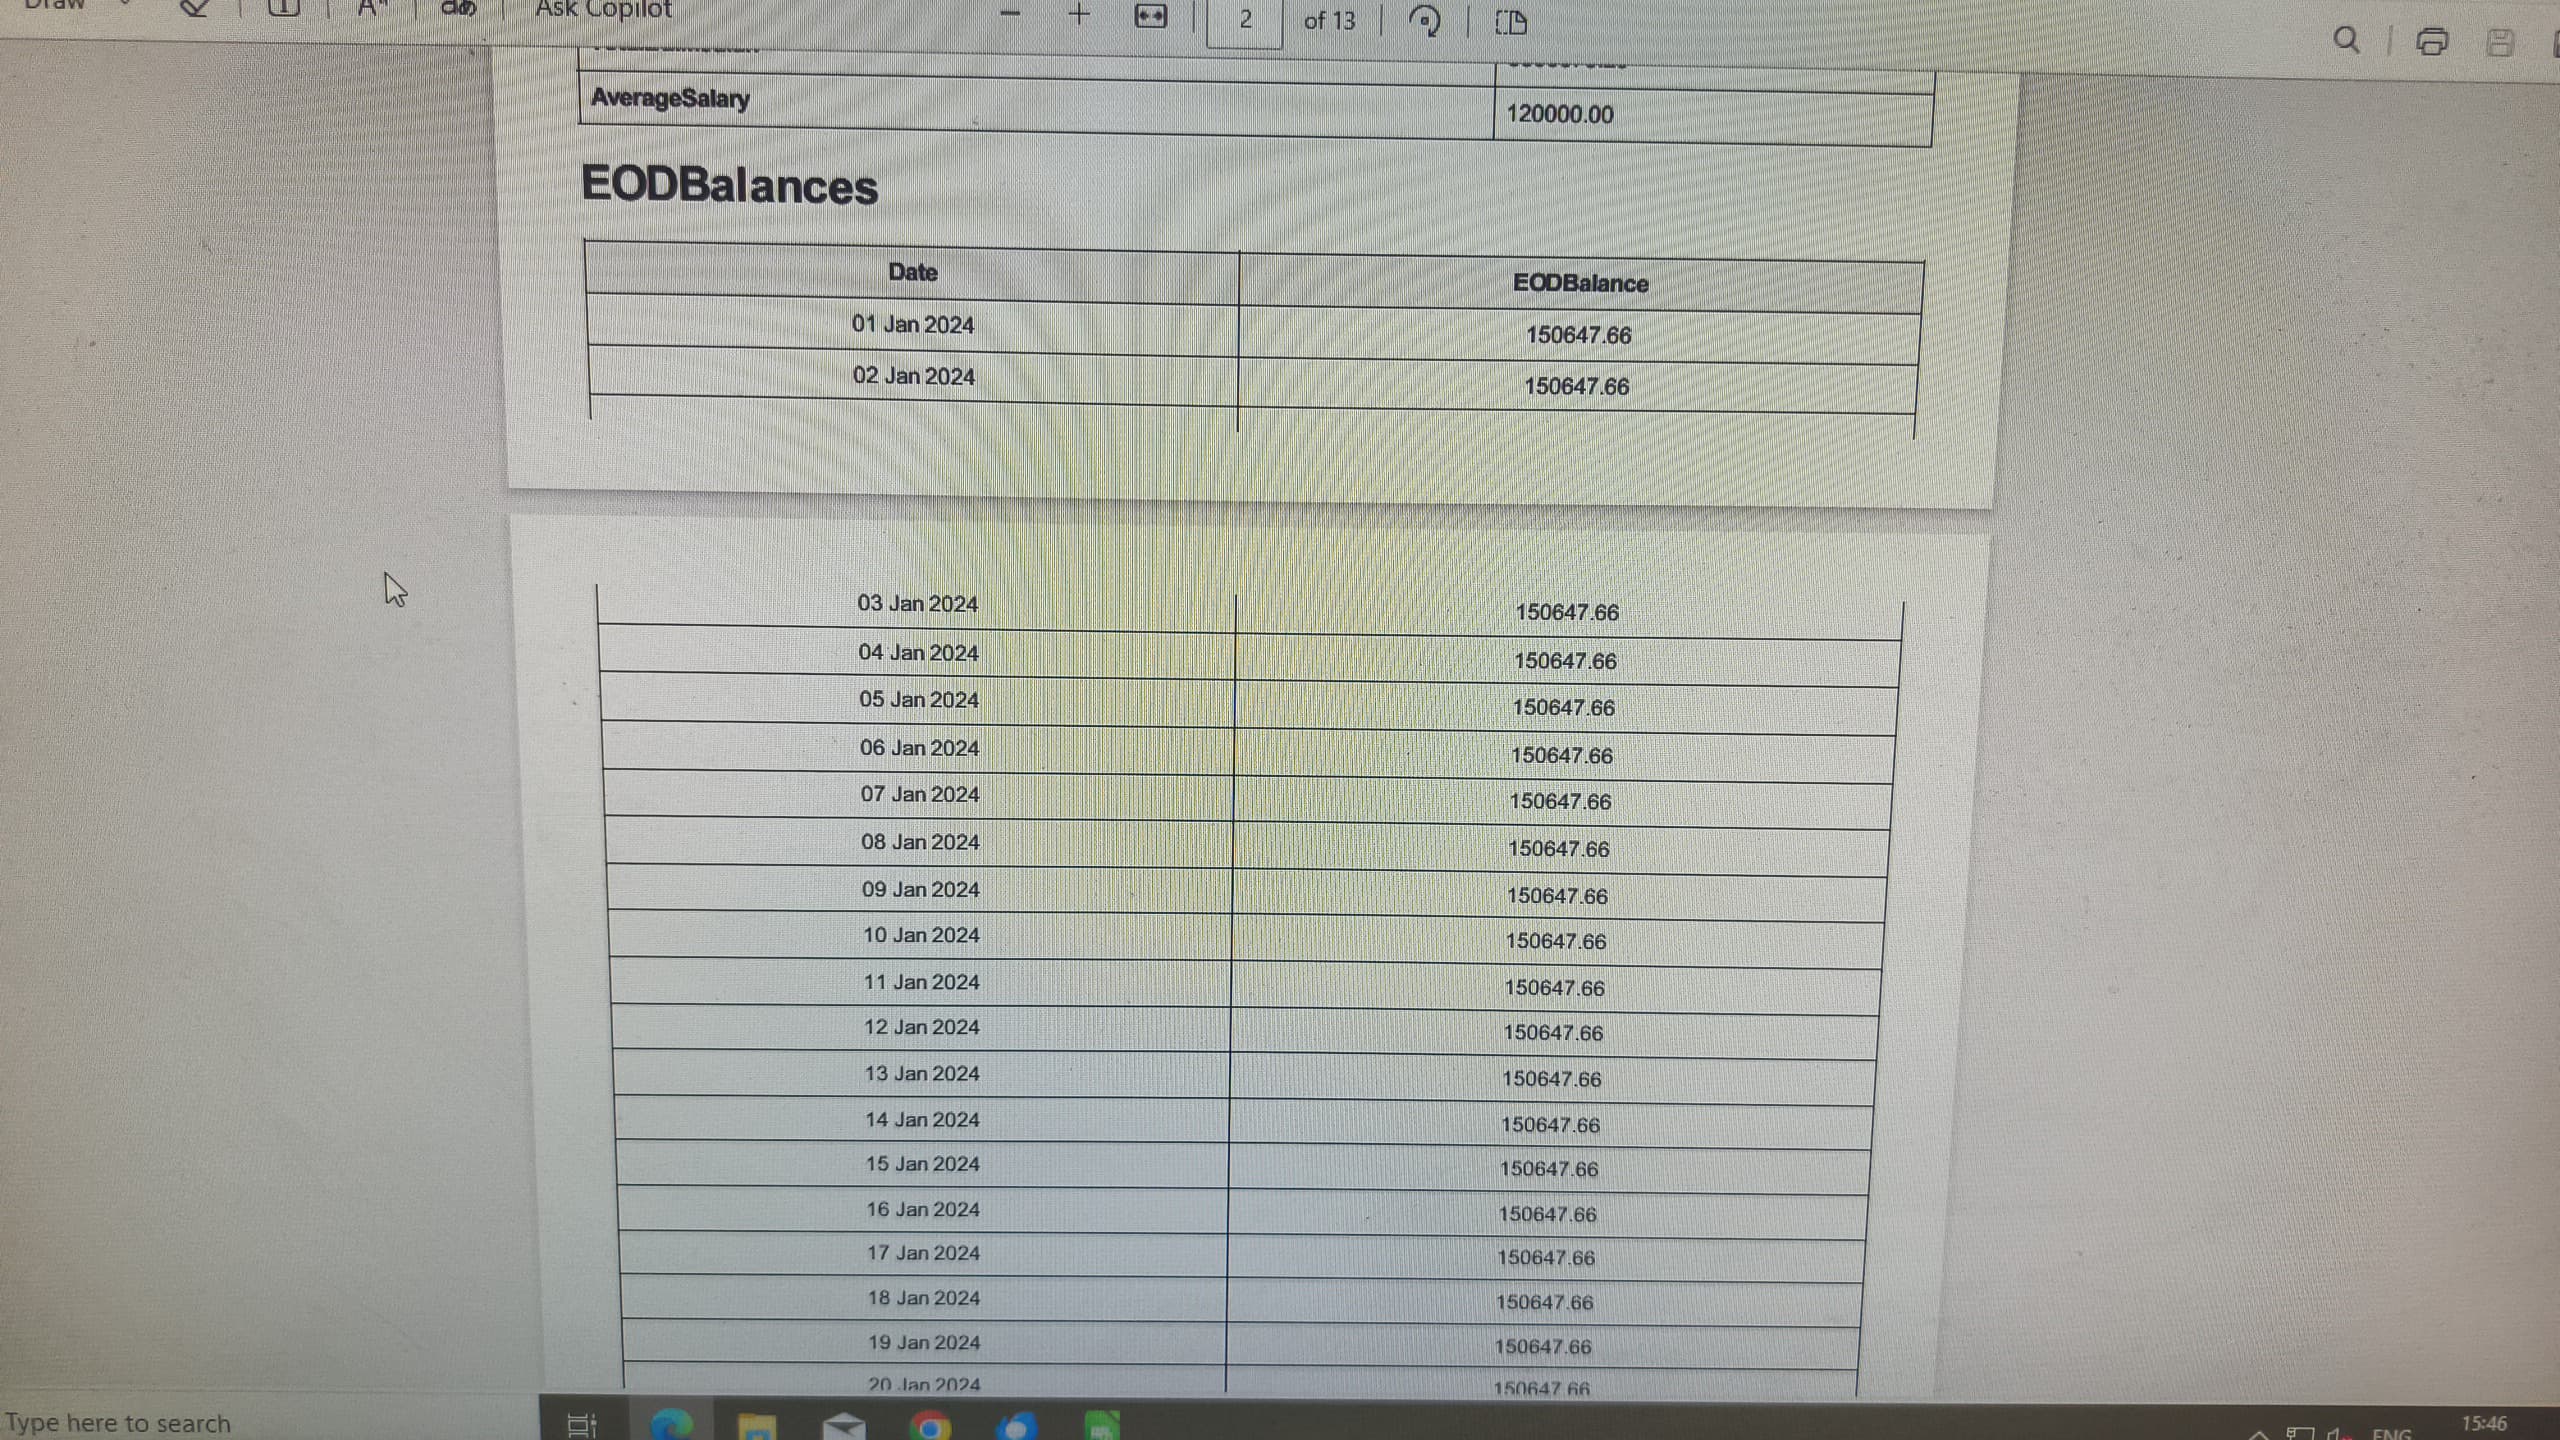 Draw
Ask Copilot
2 of 13
AverageSalary 120000.00
EODBalances
Date EODBalance
01 Jan 2024 150647.66
02 Jan 2024 150647.66
03 Jan 2024 150647.66
04 Jan 2024 150647.66
05 Jan 2024 150647.66
06 Jan 2024 150647.66
07 Jan 2024 150647.66
08 Jan 2024 150647.66
09 Jan 2024 150647.66
10 Jan 2024 150647.66
11 Jan 2024 150647.66
12 Jan 2024 150647.66
13 Jan 2024 150647.66
14 Jan 2024 150647.66
15 Jan 2024 150647.66
16 Jan 2024 150647.66
17 Jan 2024 150647.66
18 Jan 2024 150647.66
19 Jan 2024 150647.66
20 Jan 2024 150647.66
Type here to search
ENG
15:46